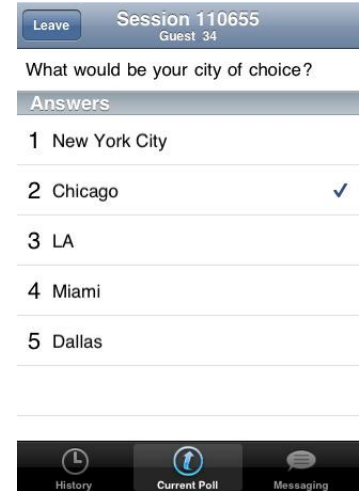 Leave
Session 110655
Guest 34
What would be your city of choice?
Answers
1 New York City
2 Chicago
3 LA
4 Miami
5 Dallas
History
Current Poll
Messaging